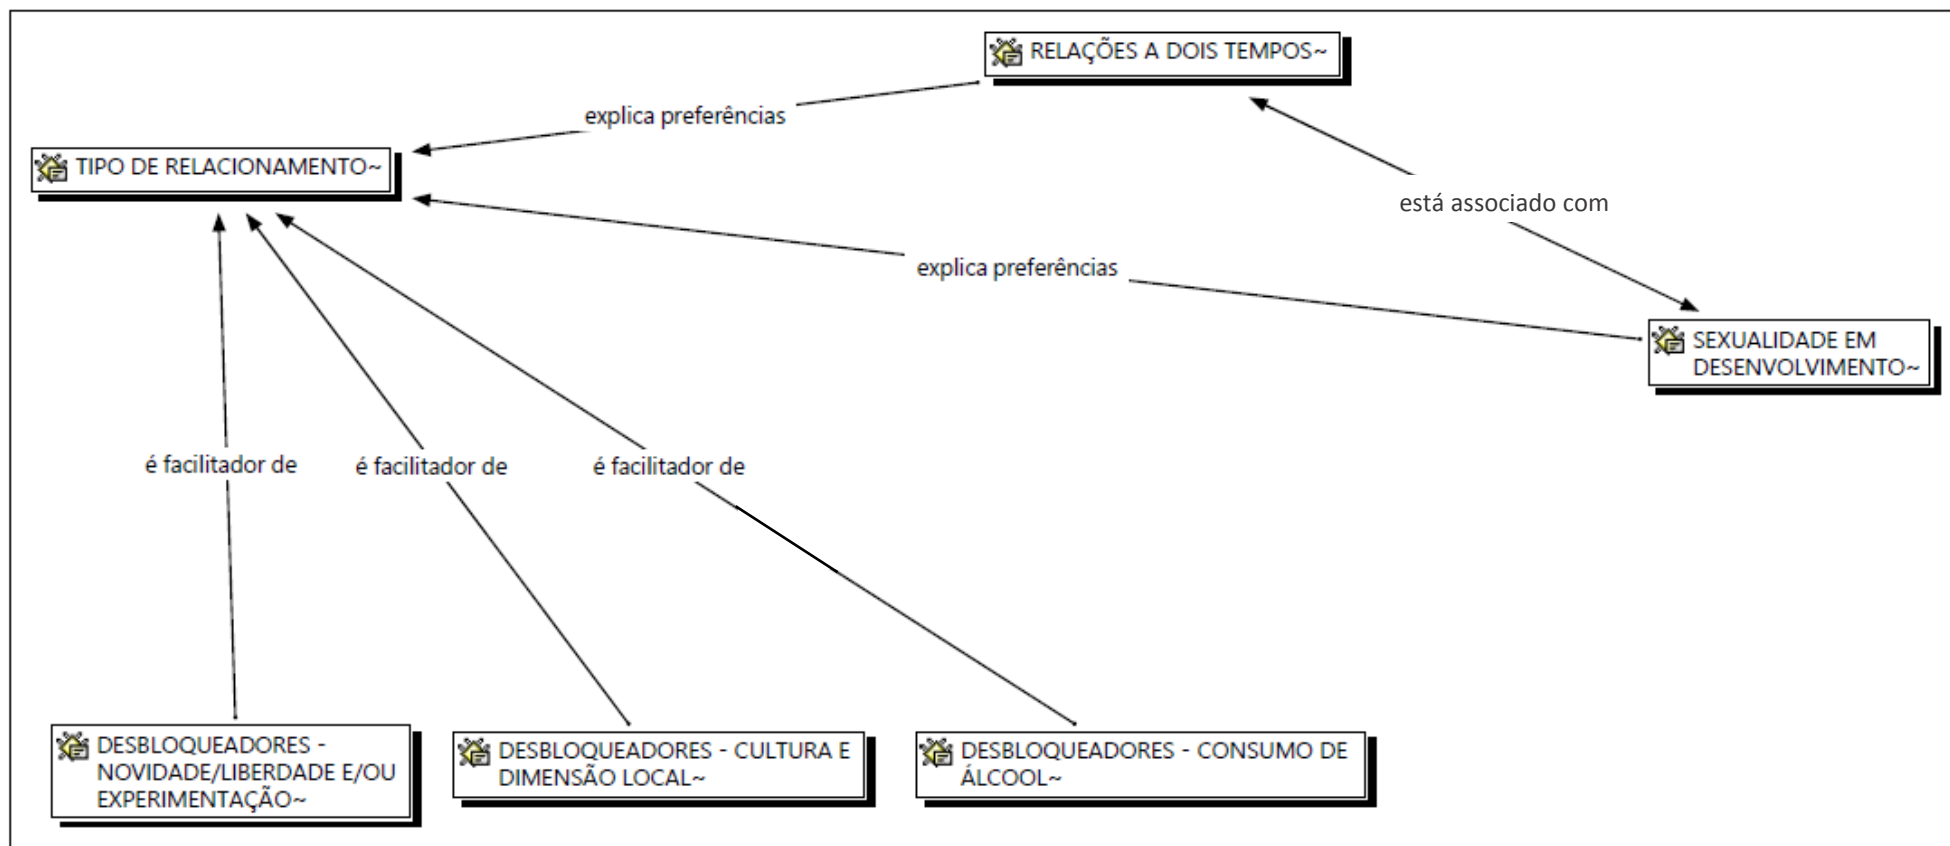 RELAÇÕES A DOIS TEMPOS~
explica preferências
TIPO DE RELACIONAMENTO~
está associado com
explica preferências
SEXUALIDADE EM
DESENVOLVIMENTO~
é facilitador de
é facilitador de
é facilitador de
DESBLOQUEADORES -
NOVIDADE/LIBERDADE E/OU
EXPERIMENTAÇÃO~
DESBLOQUEADORES - CULTURA E
DIMENSÃO LOCAL~
DESBLOQUEADORES - CONSUMO DE
ÁLCOOL~